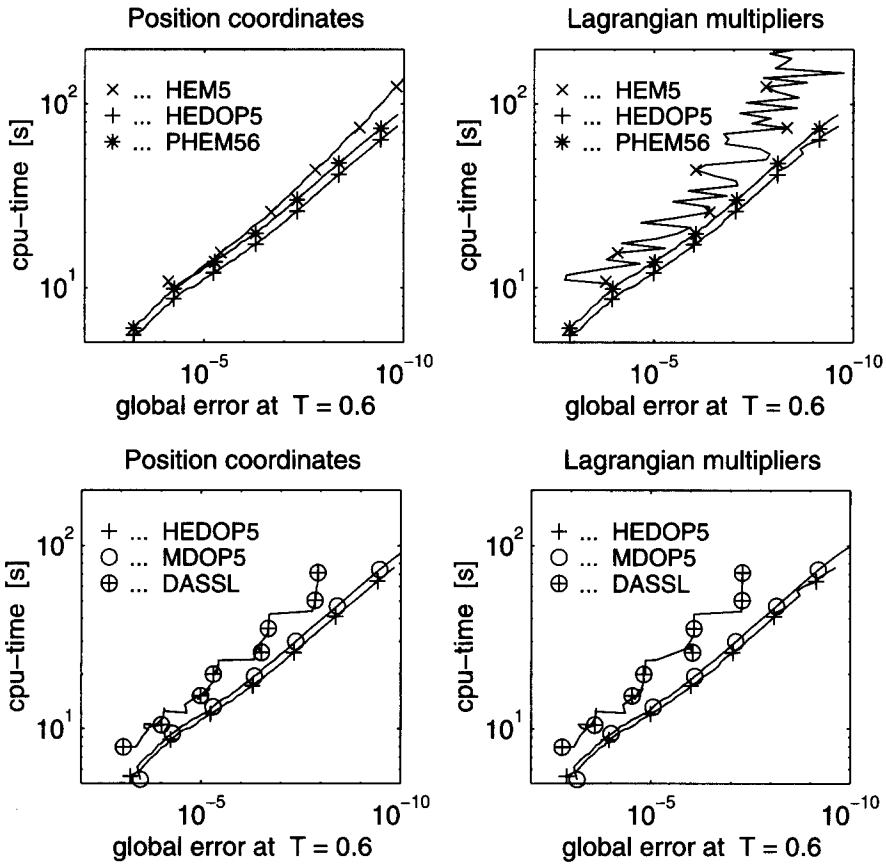 Position coordinates
× ... HEM5
+ ... HEDOP5
* ... PHEM56
cpu-time [s]
10^2
10^1
10^-5
10^-10
global error at T = 0.6
Lagrangian multipliers
× ... HEM5
+ ... HEDOP5
* ... PHEM56
cpu-time [s]
10^2
10^1
10^-5
10^-10
global error at T = 0.6
Position coordinates
+ ... HEDOP5
○ ... MDOP5
⊕ ... DASSL
cpu-time [s]
10^2
10^1
10^-5
10^-10
global error at T = 0.6
Lagrangian multipliers
+ ... HEDOP5
○ ... MDOP5
⊕ ... DASSL
cpu-time [s]
10^2
10^1
10^-5
10^-10
global error at T = 0.6